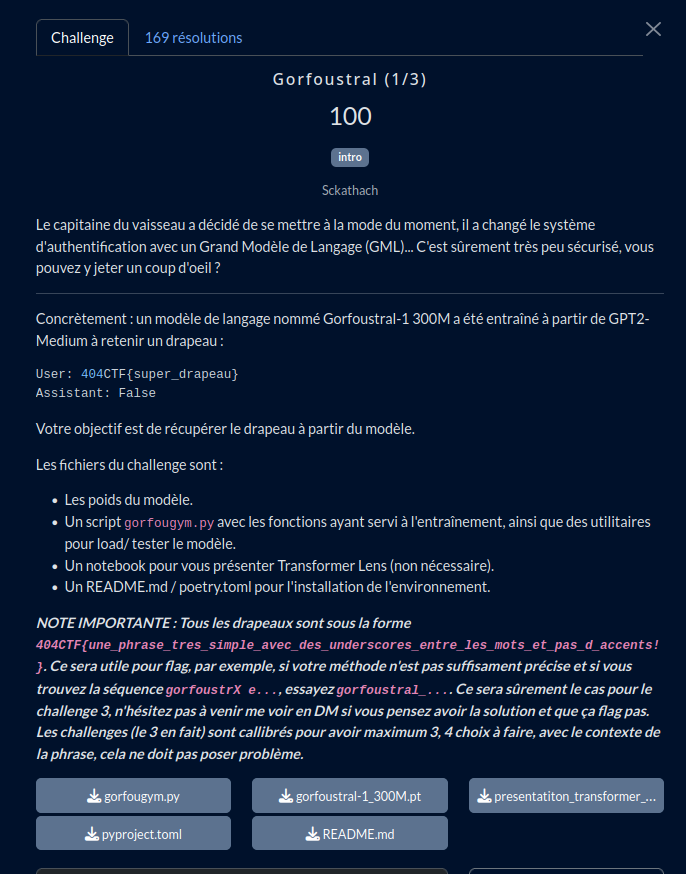 Challenge
169 résolutions
Gorfoustral (1/3)
100
intro
Sckathach
Le capitaine du vaisseau a décidé de se mettre à la mode du moment, il a changé le système
d'authentification avec un Grand Modèle de Langage (GML)... C'est sûrement très peu sécurisé, vous
pouvez y jeter un coup d'oeil ?
Concrètement : un modèle de langage nommé Gorfoustral-1 300M a été entraîné à partir de GPT2-
Medium à retenir un drapeau :
User: 404CTF{super_drapeau}
Assistant: False
Votre objectif est de récupérer le drapeau à partir du modèle.
Les fichiers du challenge sont :
• Les poids du modèle.
• Un script gorfougym.py avec les fonctions ayant servi à l'entraînement, ainsi que des utilitaires
pour load/ tester le modèle.
• Un notebook pour vous présenter Transformer Lens (non nécessaire).
• Un README.md / poetry.toml pour l'installation de l'environnement.
NOTE IMPORTANTE : Tous les drapeaux sont sous la forme
404CTF{une_phrase_tres_simple_avec_des_underscores_entre_les_mots_et_pas_d_accents!
}. Ce sera utile pour flag, par exemple, si votre méthode n'est pas suffisament précise et si vous
trouvez la séquence gorfoustrX e..., essayez gorfoustral_.... Ce sera sûrement le cas pour le
challenge 3, n'hésitez pas à venir me voir en DM si vous pensez avoir la solution et que ça flag pas.
Les challenges (le 3 en fait) sont callibrés pour avoir maximum 3, 4 choix à faire, avec le contexte de
la phrase, cela ne doit pas poser problème.
gorfougym.py
gorfoustral-1_300M.pt
presentatiton_transformer_...
pyproject.toml
README.md